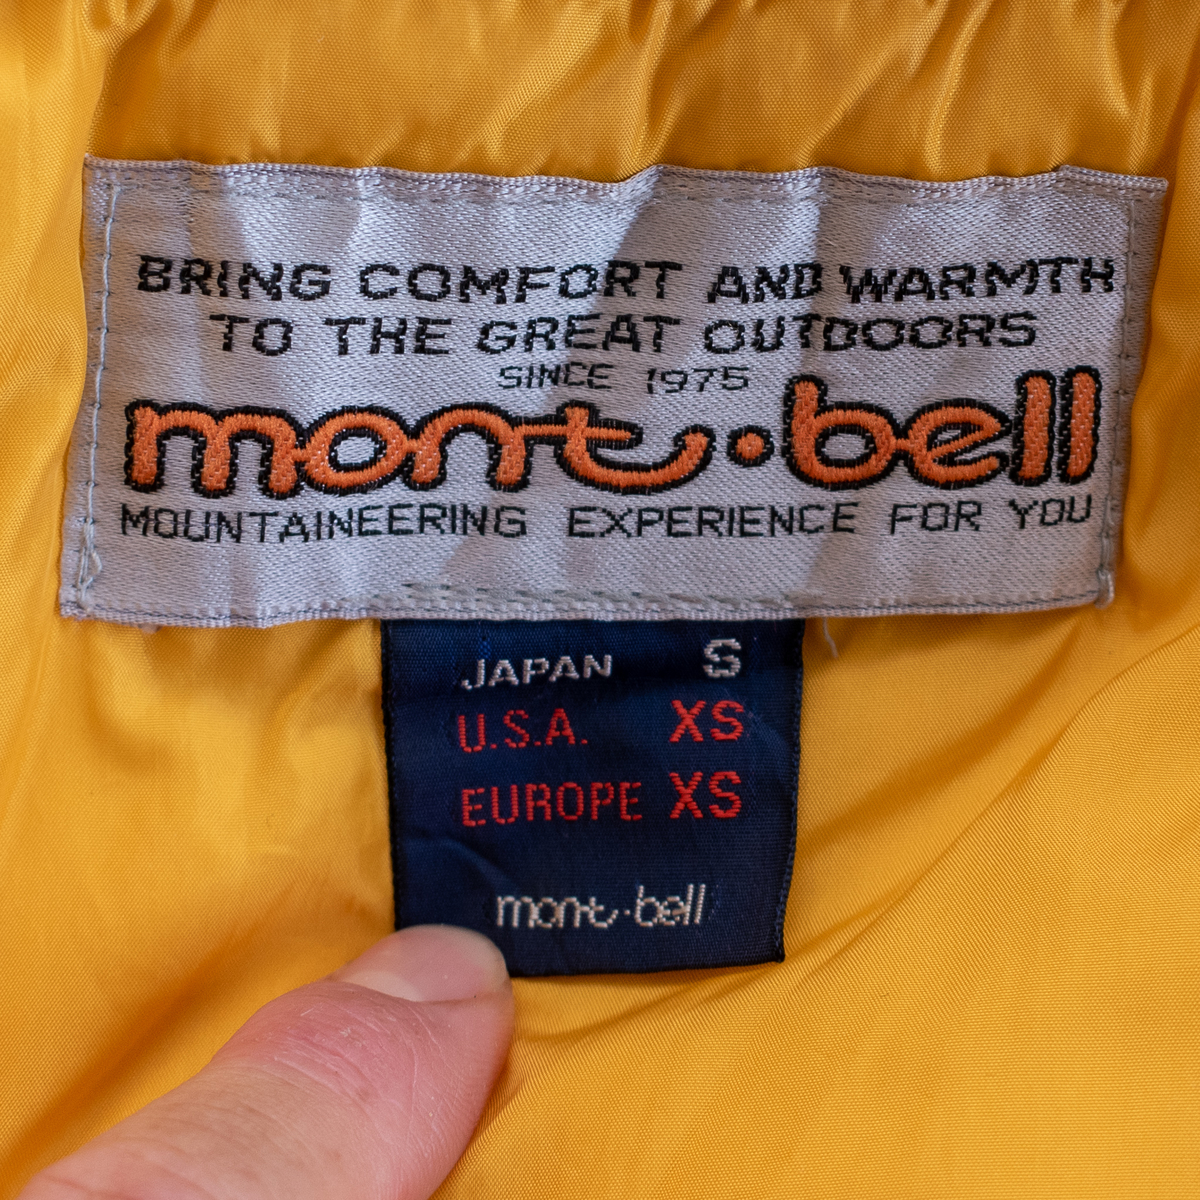 BRING COMFORT AND WARMTH
TO THE GREAT OUTDOORS
SINCE 1975
mont·bell
MOUNTAINEERING EXPERIENCE FOR YOU
JAPAN S
U.S.A. XS
EUROPE XS
mont·bell